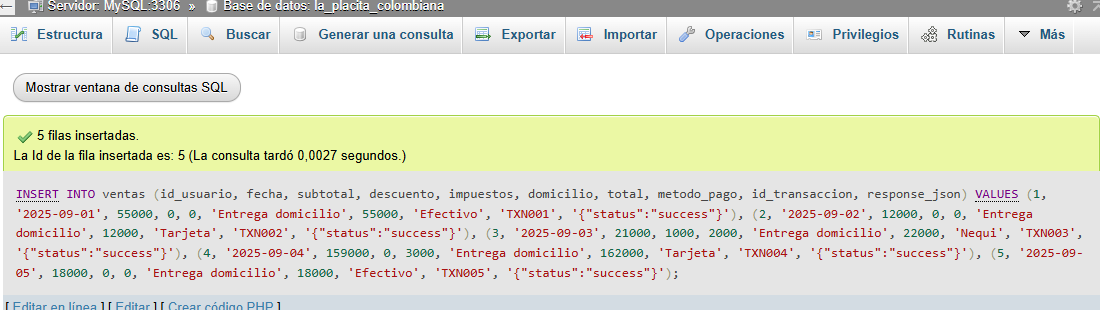 Servidor: MySQL:3306 » Base de datos: la_placita_colombiana
Estructura SQL Buscar Generar una consulta Exportar Importar Operaciones Privilegios Rutinas Más
Mostrar ventana de consultas SQL
5 filas insertadas.
La Id de la fila insertada es: 5 (La consulta tardó 0,0027 segundos.)
INSERT INTO ventas (id_usuario, fecha, subtotal, descuento, impuestos, domicilio, total, metodo_pago, id_transaccion, response_json) VALUES (1,
'2025-09-01', 55000, 0, 0, 'Entrega domicilio', 55000, 'Efectivo', 'TXN001', '{"status":"success"}'), (2, '2025-09-02', 12000, 0, 0, 'Entrega
domicilio', 12000, 'Tarjeta', 'TXN002', '{"status":"success"}'), (3, '2025-09-03', 21000, 1000, 2000, 'Entrega domicilio', 22000, 'Nequi', 'TXN003',
'{"status":"success"}'), (4, '2025-09-04', 159000, 0, 3000, 'Entrega domicilio', 162000, 'Tarjeta', 'TXN004', '{"status":"success"}'), (5, '2025-09-
05', 18000, 0, 0, 'Entrega domicilio', 18000, 'Efectivo', 'TXN005', '{"status":"success"}');
[ Editar en línea ] [ Editar ] [ Crear código PHP ]